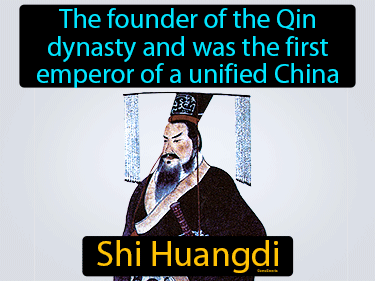 The founder of the Qin
dynasty and was the first
emperor of a unified China
Shi Huangdi